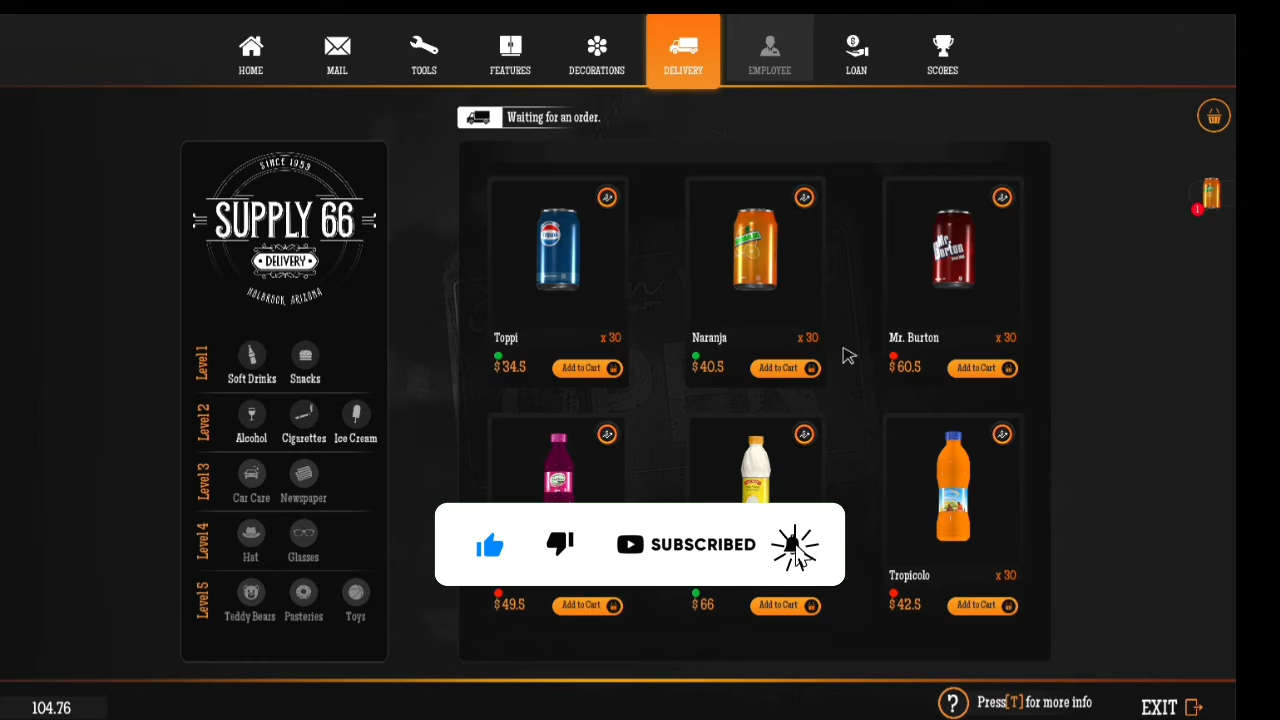 HOME MAIL TOOLS FEATURES DECORATIONS DELIVERY EMPLOYEE LOAN SCORES
Waiting for an order.
SINCE 1953
SUPPLY 66
DELIVERY
HOLBROOK, ARIZONA
Level 1
Soft Drinks Snacks
Level 2
Alcohol Cigarettes Ice Cream
Level 3
Car Care Newspaper
Level 4
Hat Glasses
Level 5
Teddy Bears Pasteries Toys
Mr. Burton
Toppi x 30
$ 34.5 Add to Cart
Naranja x 30
$ 40.5 Add to Cart
Mr. Burton x 30
$ 60.5 Add to Cart
1
SUBSCRIBED
$ 49.5 Add to Cart
$ 66 Add to Cart
Tropicolo x 30
$ 42.5 Add to Cart
104.76
? Press[T] for more info
EXIT